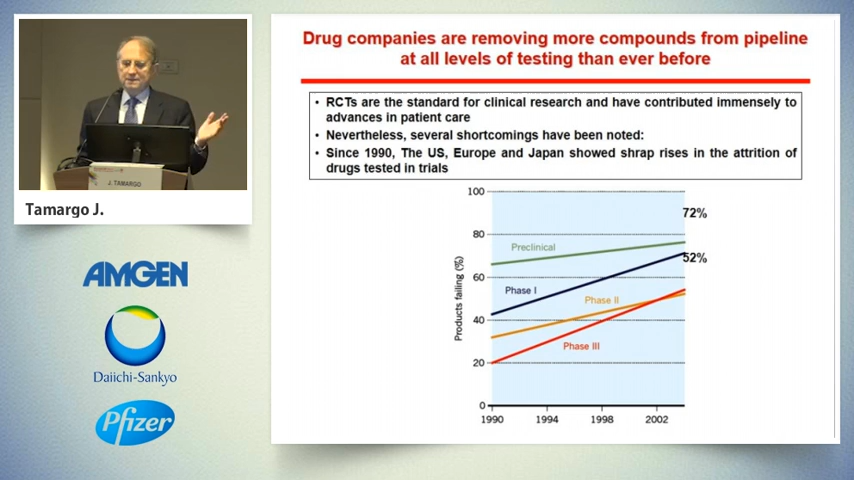 Drug companies are removing more compounds from pipeline
at all levels of testing than ever before
• RCTs are the standard for clinical research and have contributed immensely to
advances in patient care
• Nevertheless, several shortcomings have been noted:
• Since 1990, The US, Europe and Japan showed shrap rises in the attrition of
drugs tested in trials
J. TAMARGO
Tamargo J.
AMGEN
Daiichi-Sankyo
Pfizer
Products failing (%)
100
80
60
40
20
0
1990
1994
1998
2002
Preclinical
Phase I
Phase II
Phase III
72%
52%